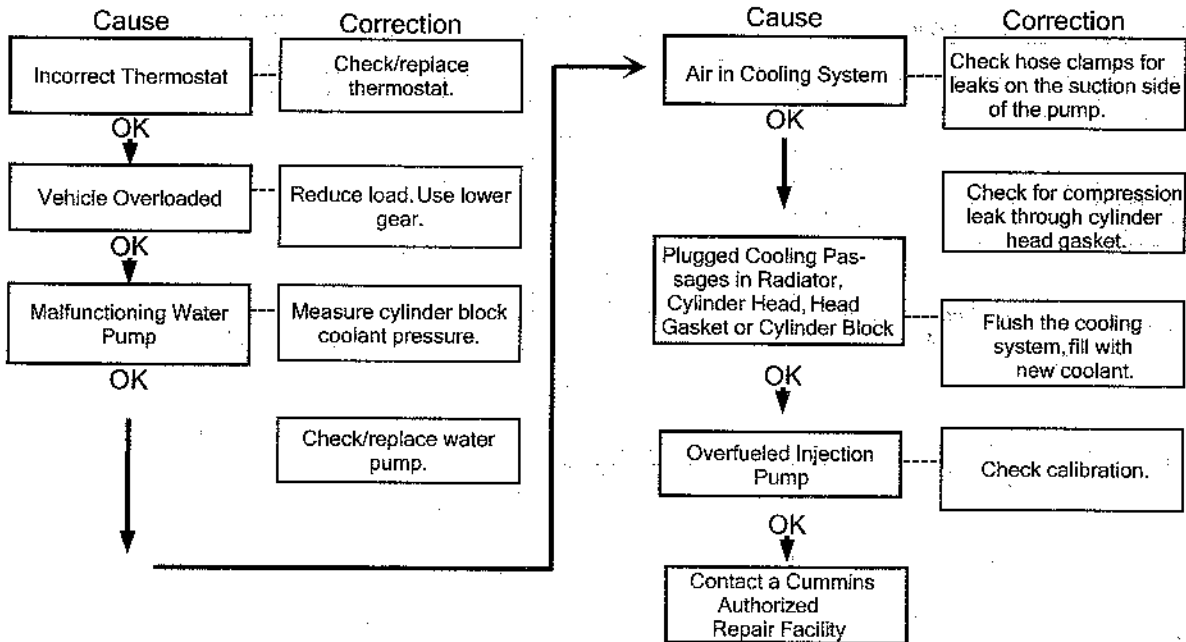 Cause
Correction
Incorrect Thermostat
Check/replace
thermostat.
OK
Vehicle Overloaded
Reduce load. Use lower
gear.
OK
Malfunctioning Water
Pump
Measure cylinder block
coolant pressure.
OK
Check/replace water
pump.
Cause
Correction
Air in Cooling System
Check hose clamps for
leaks on the suction side
of the pump.
OK
Check for compression
leak through cylinder
head gasket.
Plugged Cooling Pas-
sages in Radiator,
Cylinder Head, Head
Gasket or Cylinder Block
Flush the cooling
system, fill with
new coolant.
OK
Overfueled Injection
Pump
Check calibration.
OK
Contact a Cummins
Authorized
Repair Facility